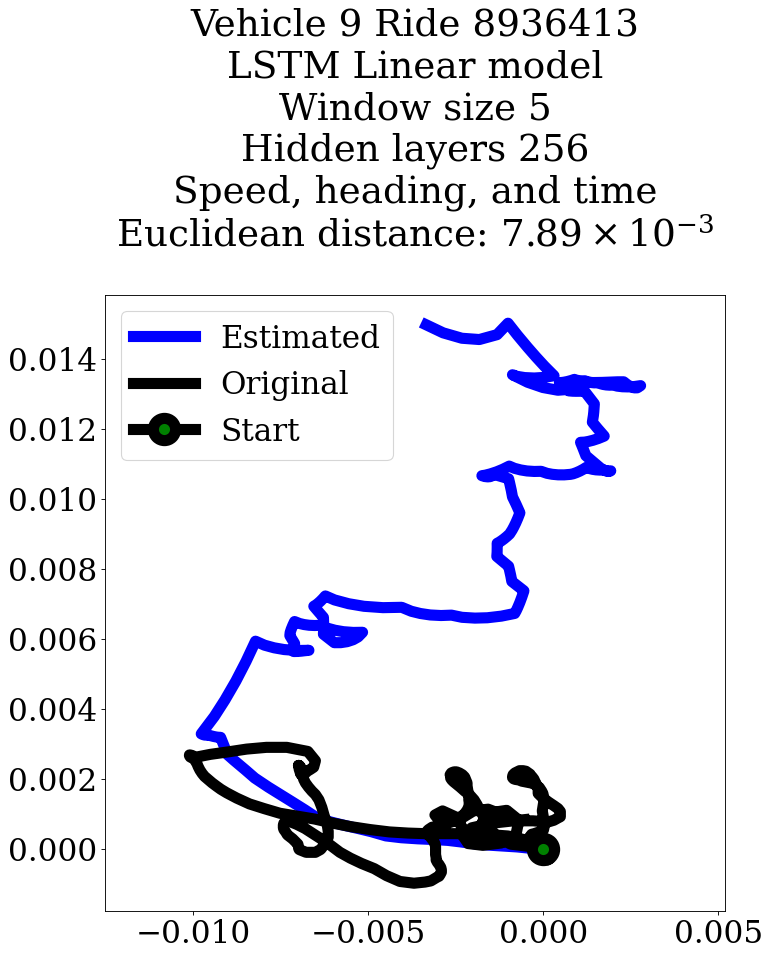 Vehicle 9 Ride 8936413
LSTM Linear model
Window size 5
Hidden layers 256
Speed, heading, and time
Euclidean distance: 7.89 × 10⁻³
Estimated
Original
Start
0.014
0.012
0.010
0.008
0.006
0.004
0.002
0.000
−0.010 −0.005 0.000 0.005